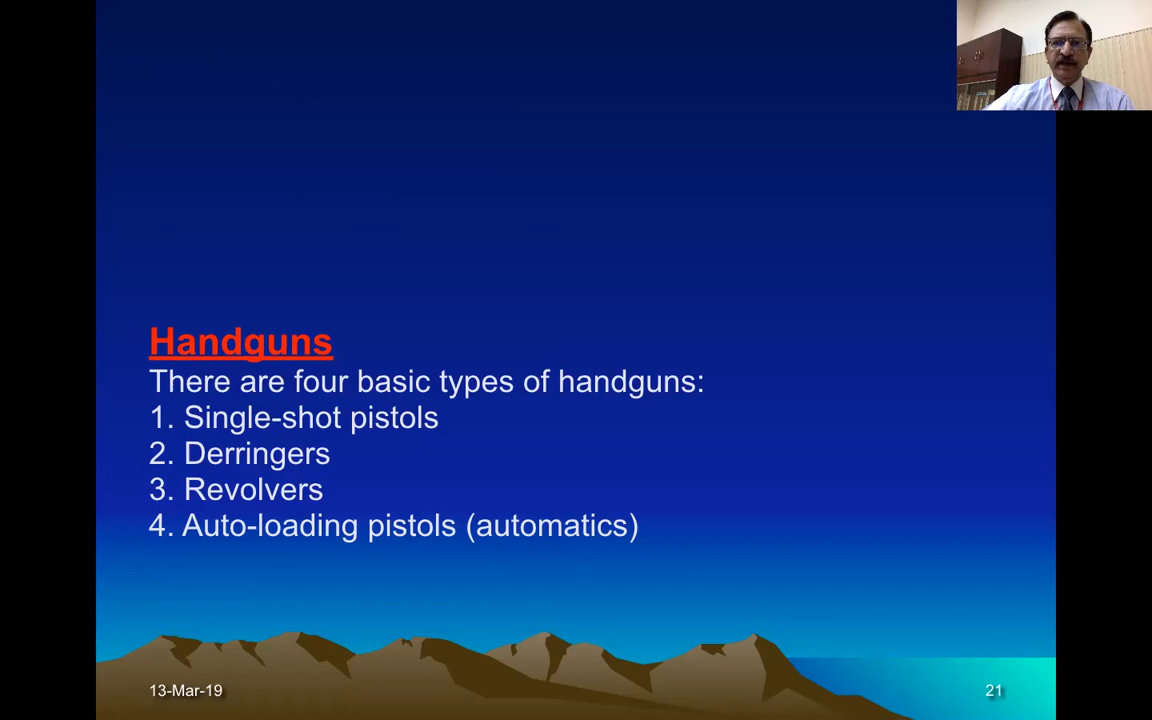 Handguns
There are four basic types of handguns:
1. Single-shot pistols
2. Derringers
3. Revolvers
4. Auto-loading pistols (automatics)
13-Mar-19
21